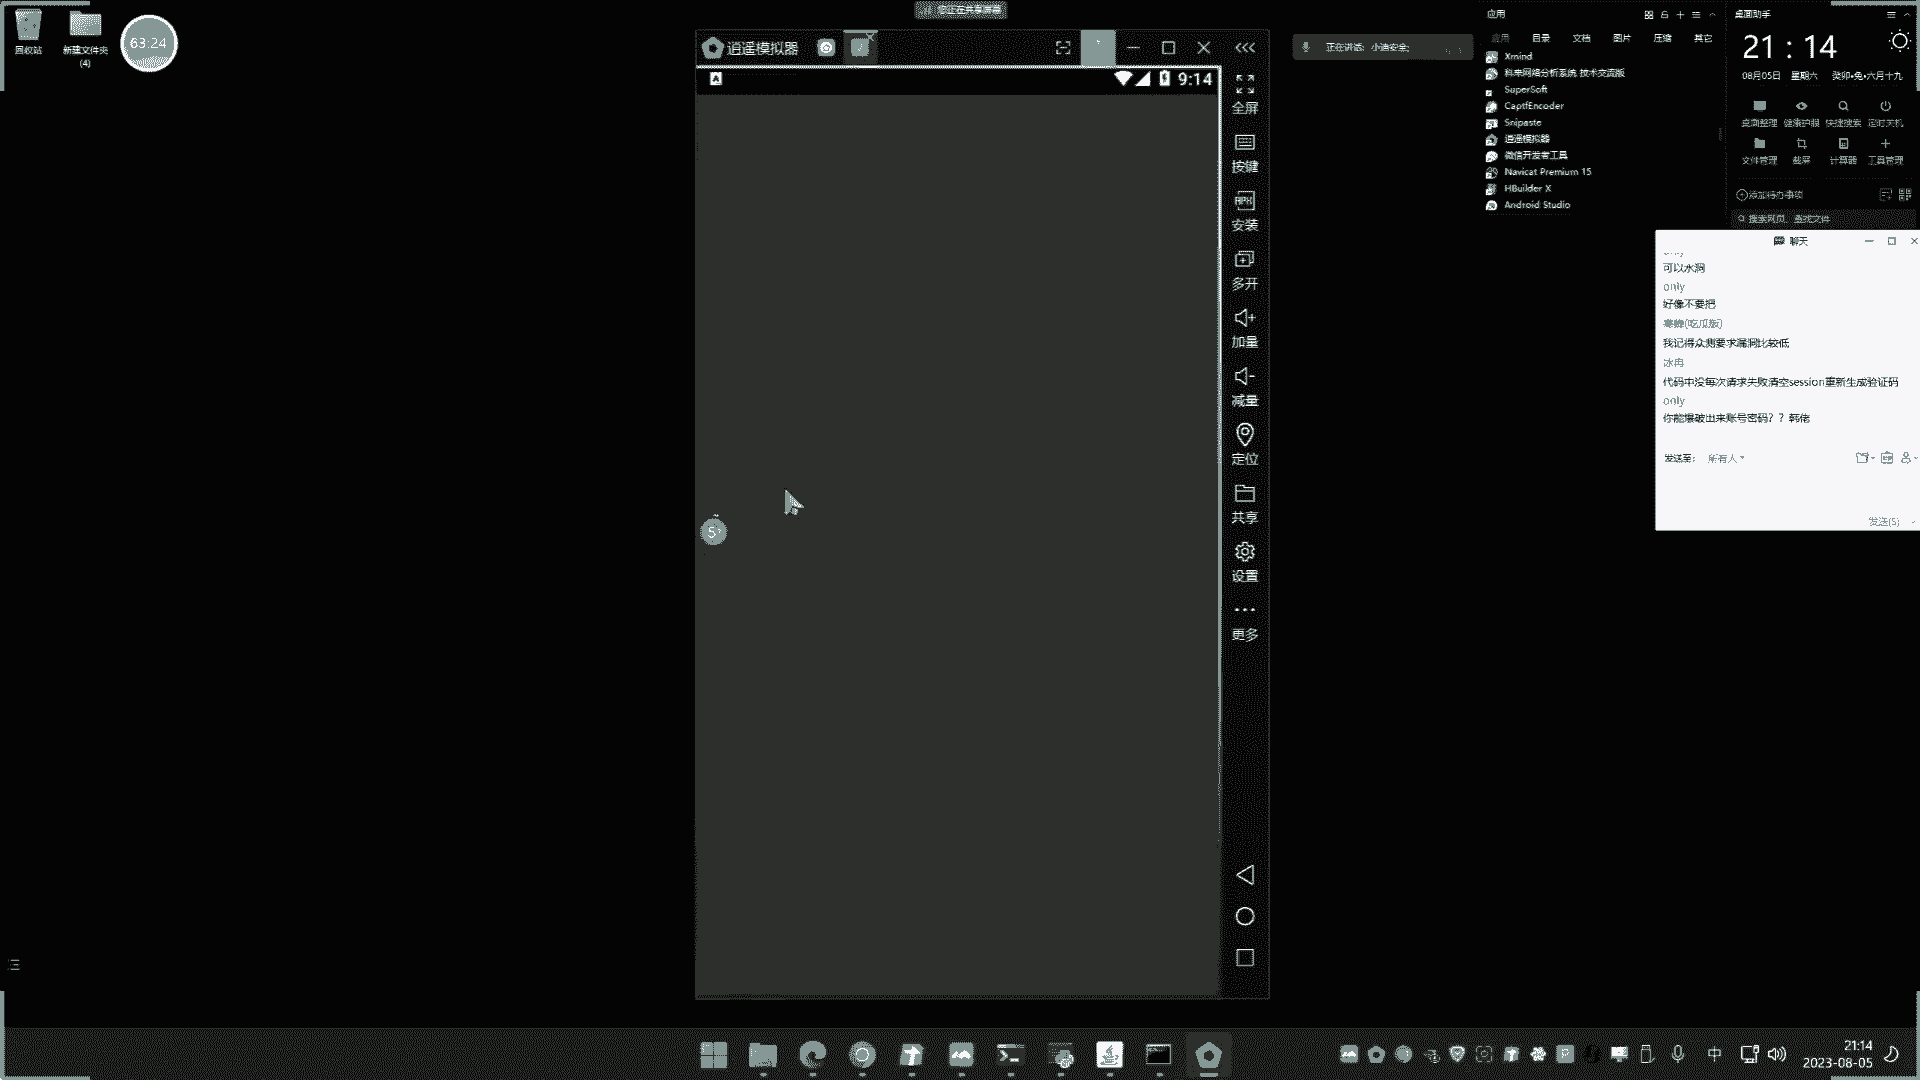 回收站
新建文件夹
(4)
63:24
您正在共享屏幕
逍遥模拟器
9:14
全屏
按键
安装
多开
加量
减量
定位
共享
设置
更多
正在讲话: 小迪安全;
应用
应用 目录 文档 图片 压缩 其它
Xmind
科来网络分析系统 技术交流版
SuperSoft
CaptfEncoder
Snipaste
逍遥模拟器
微信开发者工具
Navicat Premium 15
HBuilder X
Android Studio
桌面助手
21 : 14
08月05日 星期六 癸卯•兔•六月十九
桌面整理 健康护眼 快捷搜索 定时关机
文件管理 截屏 计算器 工具管理
添加待办事项
搜索网页、查找文件
聊天
only
可以水洞
only
好像不要把
寒蝉(吃瓜版)
我记得众测要求漏洞比较低
冰冉
代码中没每次请求失败清空session重新生成验证码
only
你能爆破出来账号密码？？韩佬
发送至: 所有人
发送(S)
中
21:14
2023-08-05